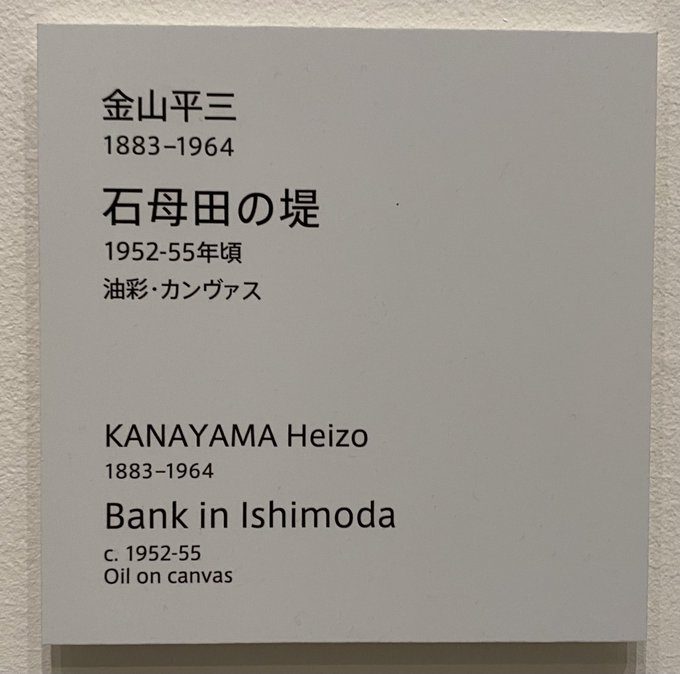 金山平三
1883–1964
石母田の堤
1952-55年頃
油彩・カンヴァス
KANAYAMA Heizo
1883–1964
Bank in Ishimoda
c. 1952-55
Oil on canvas